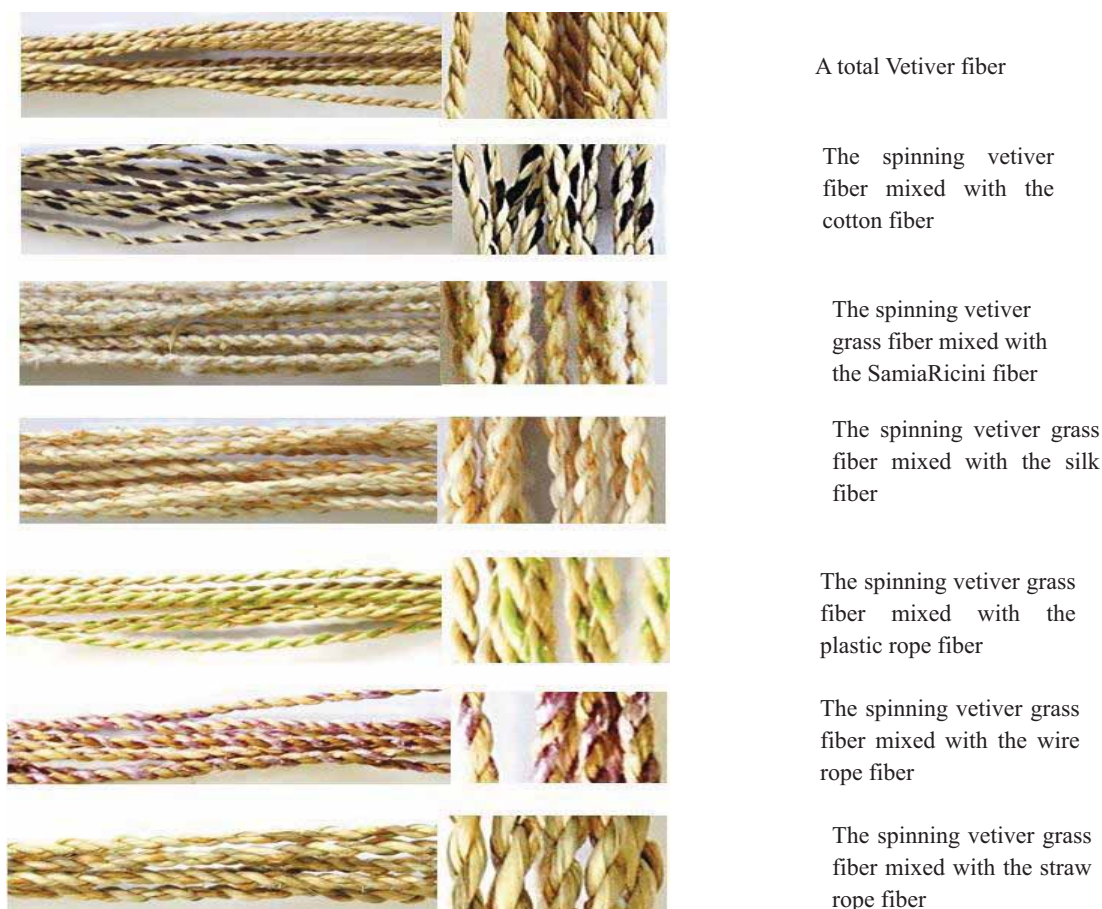 A total Vetiver fiber
The spinning vetiver
fiber mixed with the
cotton fiber
The spinning vetiver
grass fiber mixed with
the SamiaRicini fiber
The spinning vetiver grass
fiber mixed with the silk
fiber
The spinning vetiver grass
fiber mixed with the
plastic rope fiber
The spinning vetiver grass
fiber mixed with the wire
rope fiber
The spinning vetiver grass
fiber mixed with the straw
rope fiber